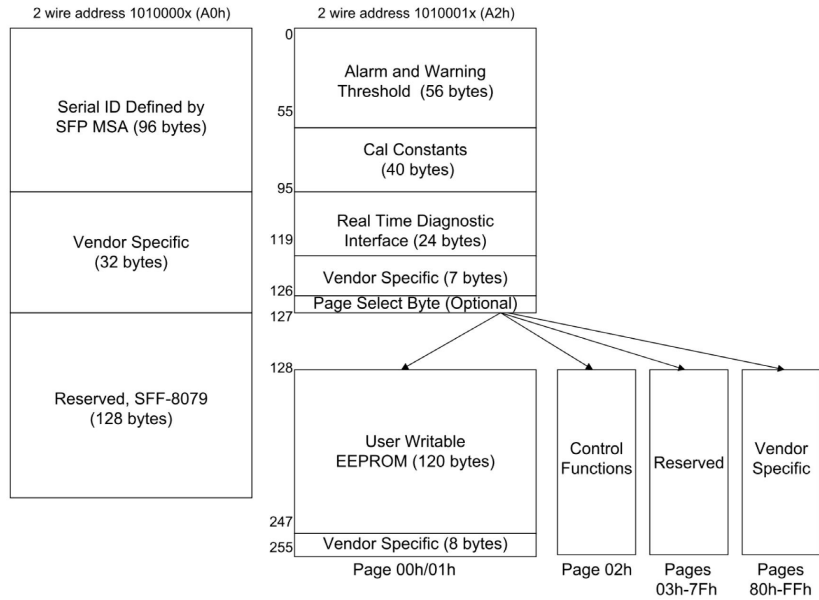 2 wire address 1010000x (A0h)
Serial ID Defined by
SFP MSA (96 bytes)
Vendor Specific
(32 bytes)
Reserved, SFF-8079
(128 bytes)
2 wire address 1010001x (A2h)
0
Alarm and Warning
Threshold (56 bytes)
55
Cal Constants
(40 bytes)
95
Real Time Diagnostic
Interface (24 bytes)
119
Vendor Specific (7 bytes)
126
Page Select Byte (Optional)
127
128
User Writable
EEPROM (120 bytes)
247
Vendor Specific (8 bytes)
255
Page 00h/01h
Control
Functions
Page 02h
Reserved
Pages
03h-7Fh
Vendor
Specific
Pages
80h-FFh